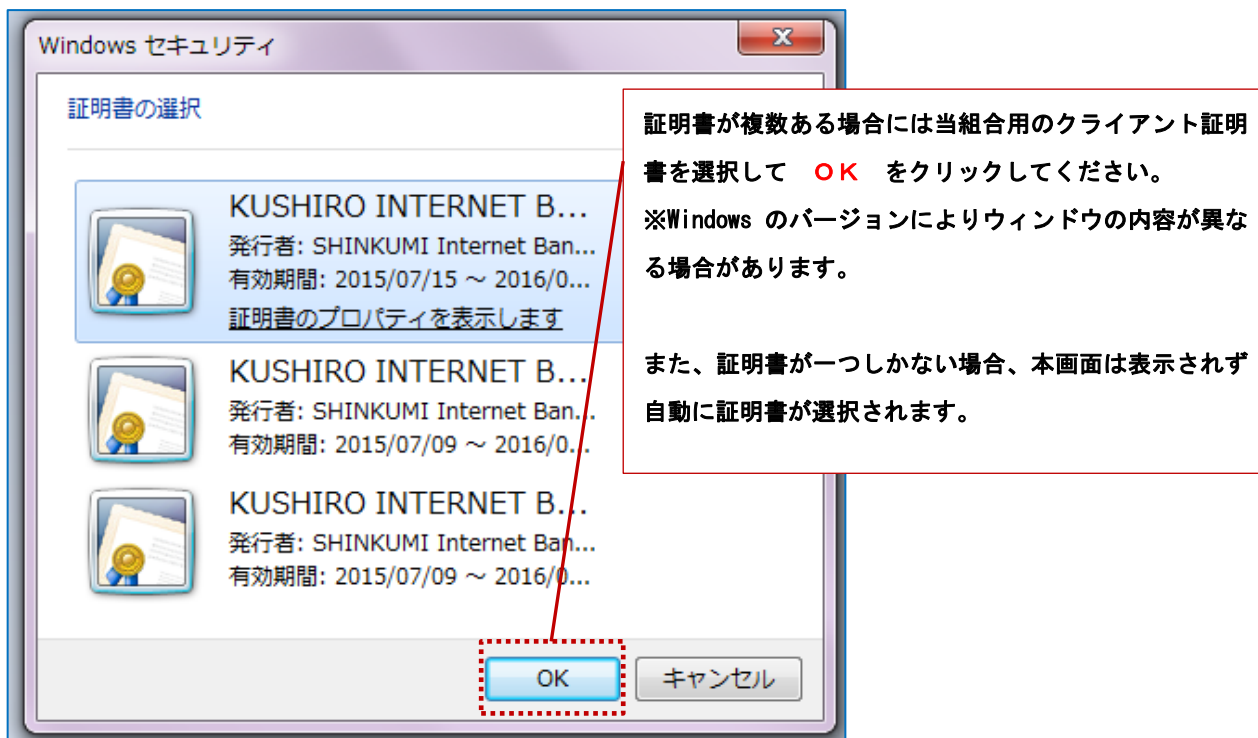 Windows セキュリティ
証明書の選択
KUSHIRO INTERNET B...
発行者: SHINKUMI Internet Ban...
有効期間: 2015/07/15 ～ 2016/0...
証明書のプロパティを表示します
KUSHIRO INTERNET B...
発行者: SHINKUMI Internet Ban...
有効期間: 2015/07/09 ～ 2016/0...
KUSHIRO INTERNET B...
発行者: SHINKUMI Internet Ban...
有効期間: 2015/07/09 ～ 2016/0...
OK
キャンセル
証明書が複数ある場合には当組合用のクライアント証明
書を選択して　ＯＫ　をクリックしてください。
※Windows のバージョンによりウィンドウの内容が異な
る場合があります。
また、証明書が一つしかない場合、本画面は表示されず
自動に証明書が選択されます。